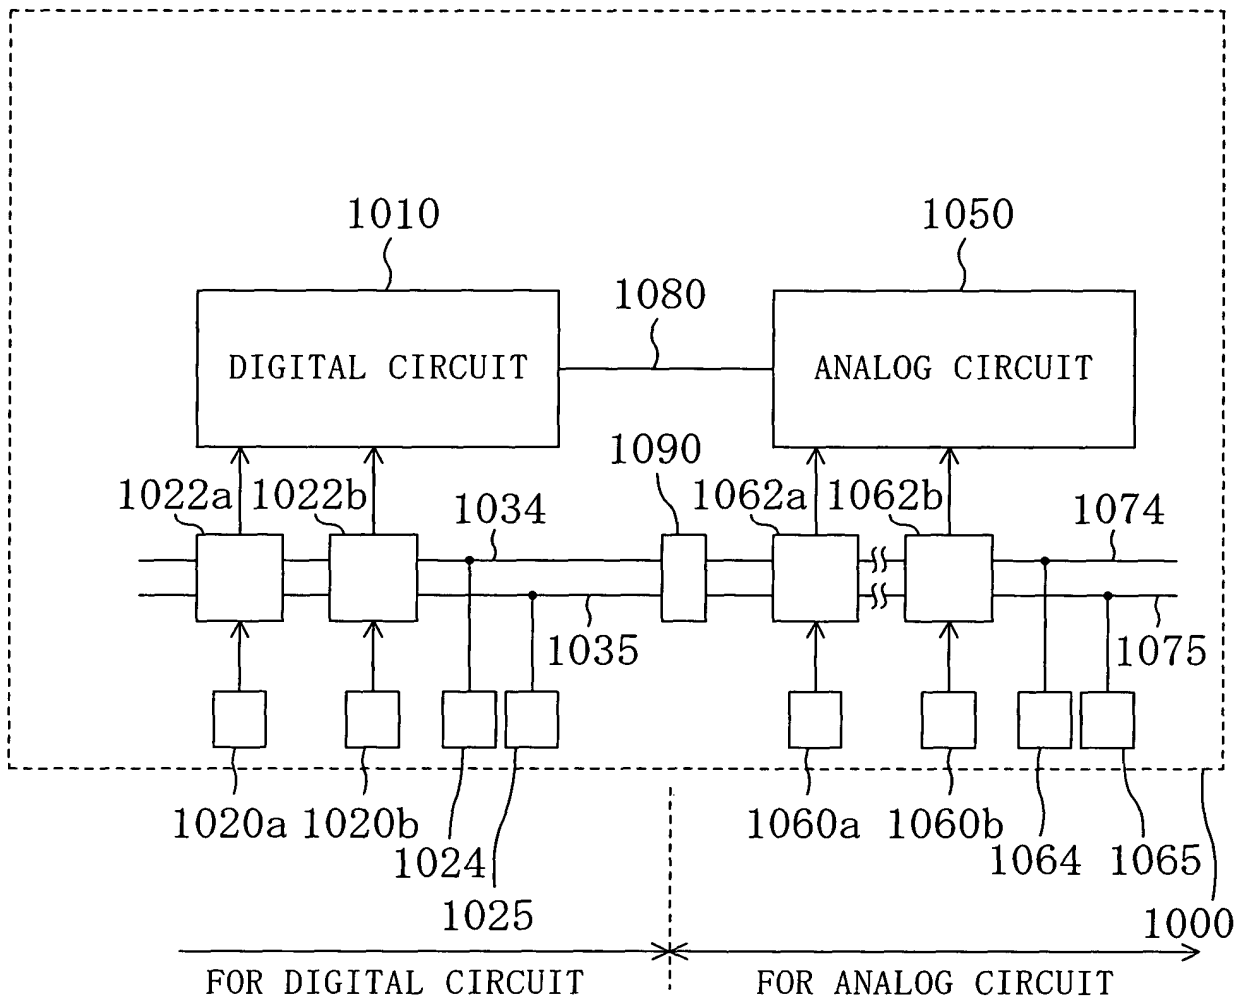 1010
1050
1080
DIGITAL CIRCUIT
ANALOG CIRCUIT
1090
1022a
1022b
1034
1062a
1062b
1074
1035
1075
1020a
1020b
1024
1025
1060a
1060b
1064
1065
1000
FOR DIGITAL CIRCUIT
FOR ANALOG CIRCUIT